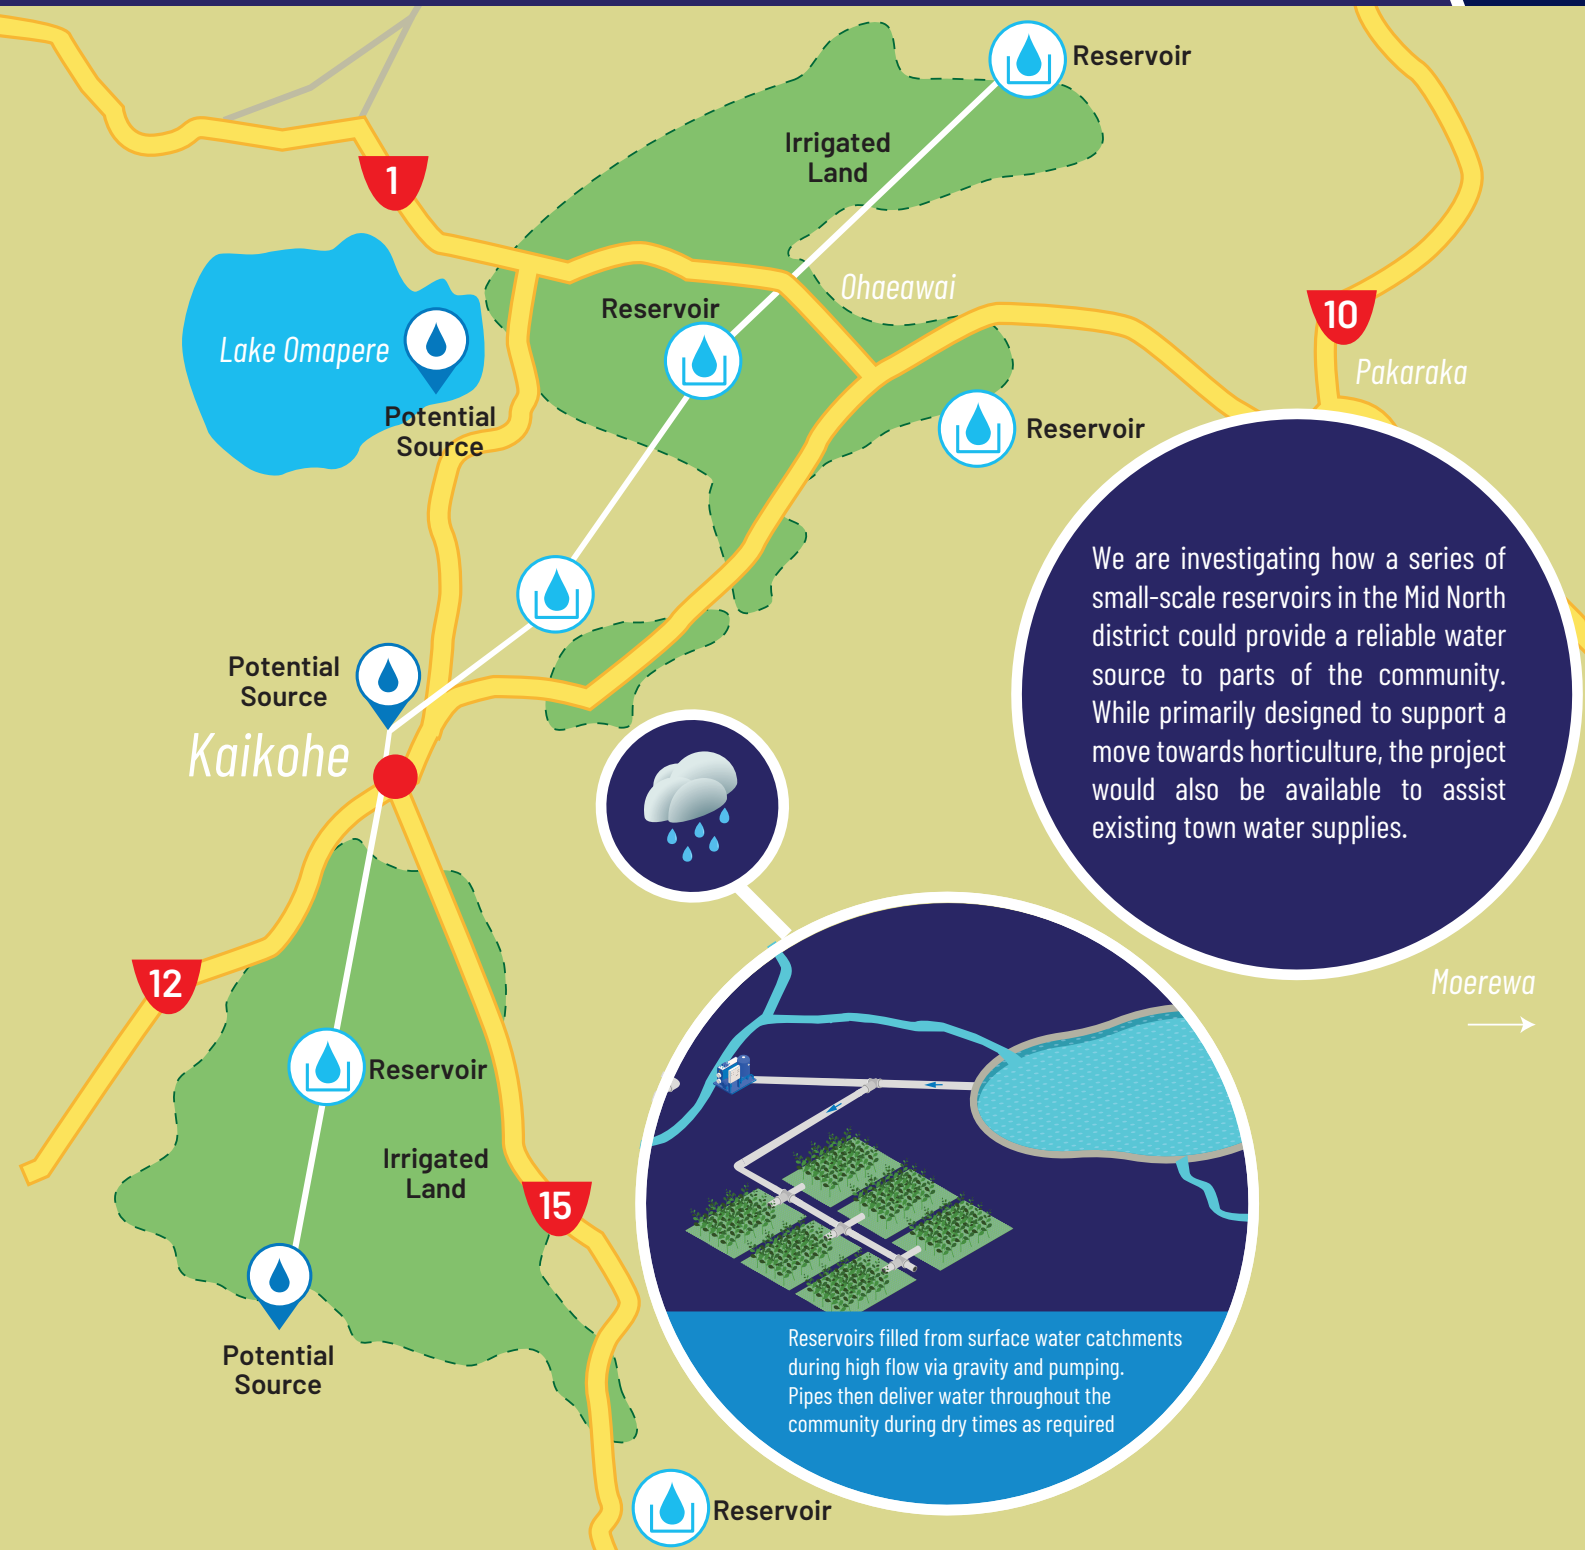 Reservoir
Irrigated
Land
1
Ohaeawai
Reservoir
10
Lake Omapere
Pakaraka
Potential
Source
Reservoir
We are investigating how a series of
small-scale reservoirs in the Mid North
district could provide a reliable water
source to parts of the community.
While primarily designed to support a
move towards horticulture, the project
would also be available to assist
existing town water supplies.
Potential
Source
Kaikohe
12
Moerewa
Reservoir
Irrigated
Land
15
Potential
Source
Reservoirs filled from surface water catchments
during high flow via gravity and pumping.
Pipes then deliver water throughout the
community during dry times as required
Reservoir